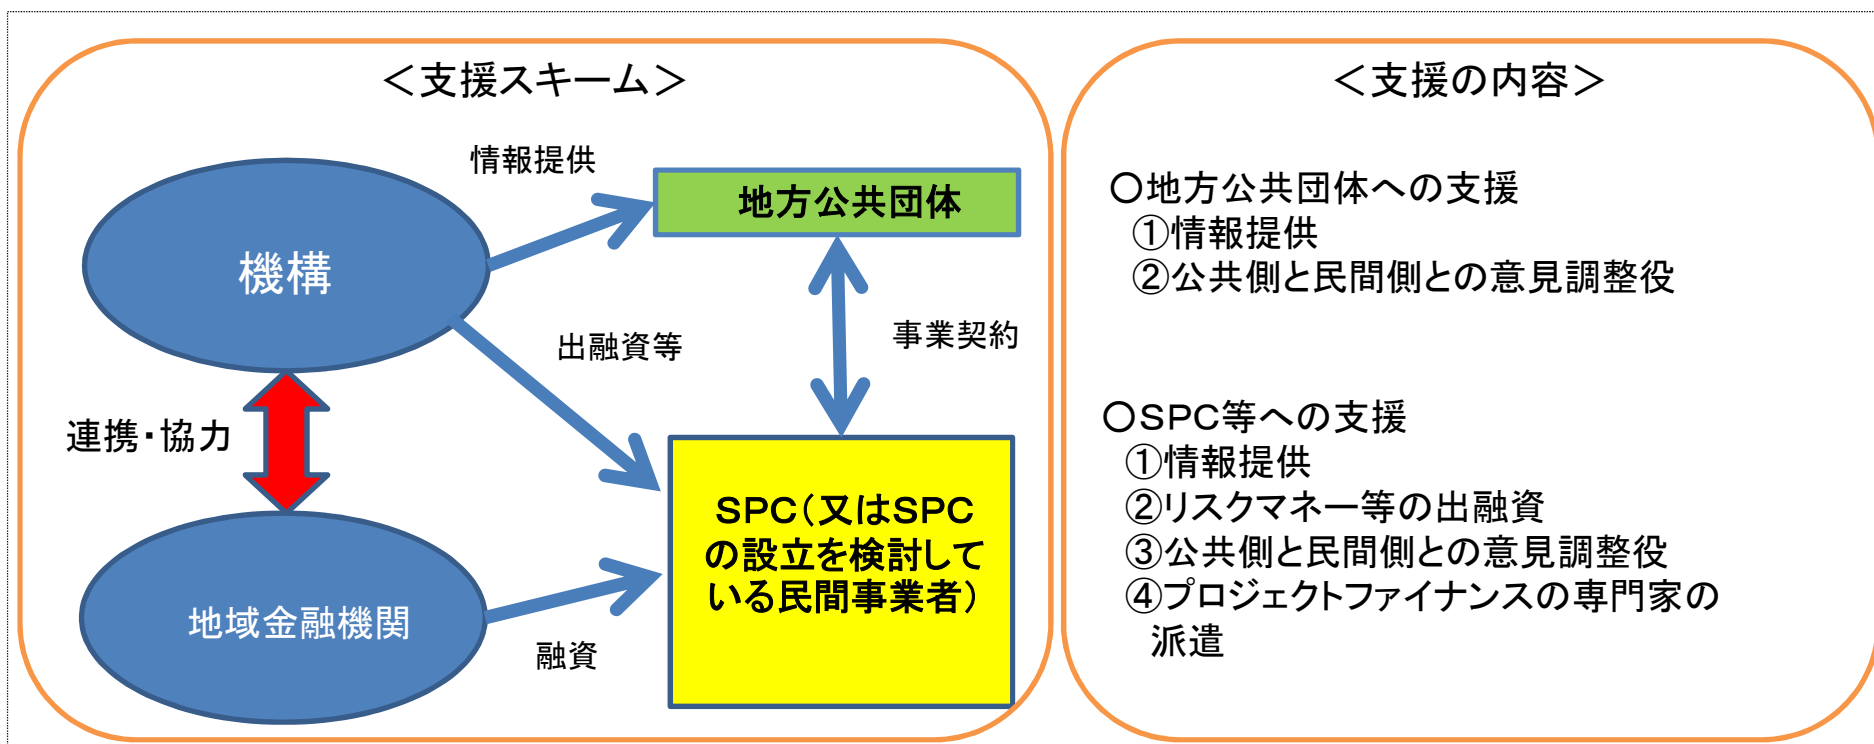 ＜支援スキーム＞
情報提供
地方公共団体
機構
出融資等
事業契約
連携・協力
SPC（又はSPC
の設立を検討して
いる民間事業者）
地域金融機関
融資
＜支援の内容＞
○地方公共団体への支援
①情報提供
②公共側と民間側との意見調整役
○SPC等への支援
①情報提供
②リスクマネー等の出融資
③公共側と民間側との意見調整役
④プロジェクトファイナンスの専門家の
派遣